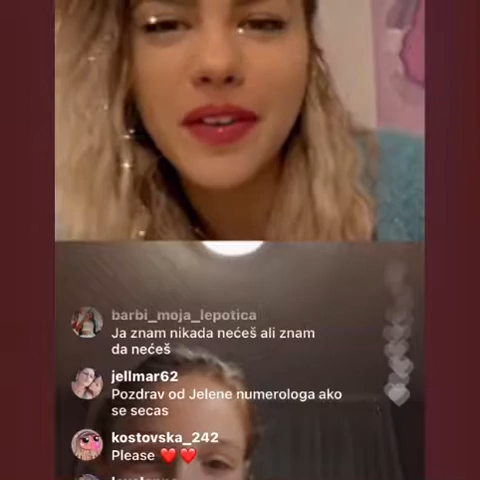 barbi_moja_lepotica
Ja znam nikada nećeš ali znam
da nećeš
jellmar62
Pozdrav od Jelene numerologa ako
se secas
kostovska_242
Please ❤️❤️